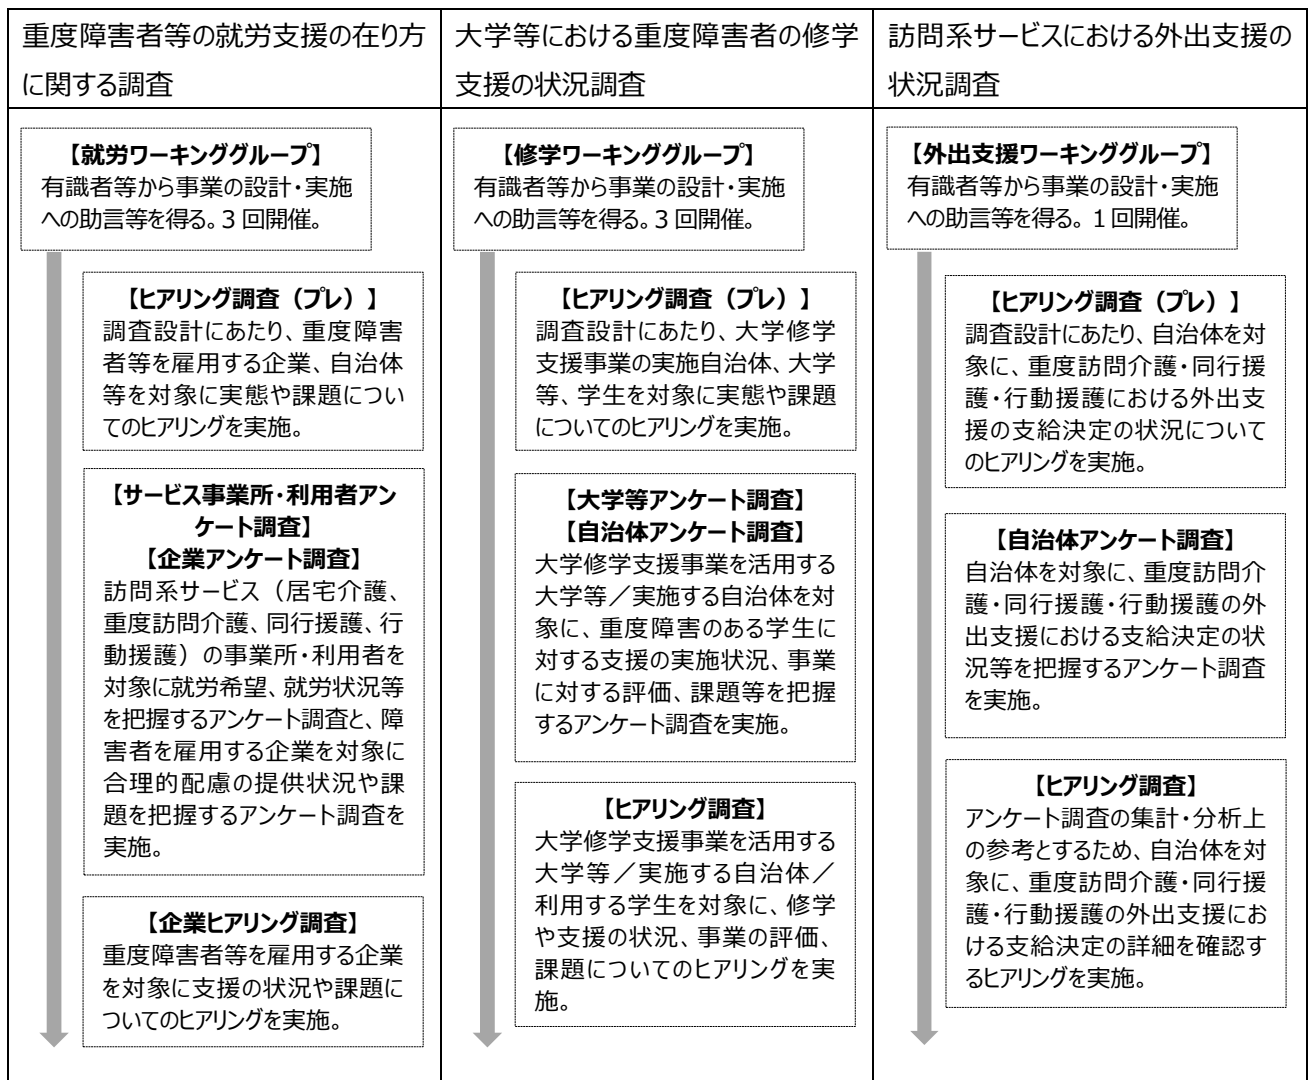 重度障害者等の就労支援の在り方
に関する調査
大学等における重度障害者の修学
支援の状況調査
訪問系サービスにおける外出支援の
状況調査
【就労ワーキンググループ】
有識者等から事業の設計・実施
への助言等を得る。3 回開催。
【ヒアリング調査（プレ）】
調査設計にあたり、重度障害
者等を雇用する企業、自治体
等を対象に実態や課題につい
てのヒアリングを実施。
【サービス事業所・利用者アン
ケート調査】
【企業アンケート調査】
訪問系サービス（居宅介護、
重度訪問介護、同行援護、行
動援護）の事業所・利用者を
対象に就労希望、就労状況等
を把握するアンケート調査と、障
害者を雇用する企業を対象に
合理的配慮の提供状況や課
題を把握するアンケート調査を
実施。
【企業ヒアリング調査】
重度障害者等を雇用する企業
を対象に支援の状況や課題に
ついてのヒアリングを実施。
【修学ワーキンググループ】
有識者等から事業の設計・実施
への助言等を得る。3 回開催。
【ヒアリング調査（プレ）】
調査設計にあたり、大学修学
支援事業の実施自治体、大学
等、学生を対象に実態や課題
についてのヒアリングを実施。
【大学等アンケート調査】
【自治体アンケート調査】
大学修学支援事業を活用する
大学等／実施する自治体を対
象に、重度障害のある学生に
対する支援の実施状況、事業
に対する評価、課題等を把握
するアンケート調査を実施。
【ヒアリング調査】
大学修学支援事業を活用する
大学等／実施する自治体／
利用する学生を対象に、修学
や支援の状況、事業の評価、
課題についてのヒアリングを実
施。
【外出支援ワーキンググループ】
有識者等から事業の設計・実施
への助言等を得る。1 回開催。
【ヒアリング調査（プレ）】
調査設計にあたり、自治体を対
象に、重度訪問介護・同行援
護・行動援護における外出支
援の支給決定の状況について
のヒアリングを実施。
【自治体アンケート調査】
自治体を対象に、重度訪問介
護・同行援護・行動援護の外
出支援における支給決定の状
況等を把握するアンケート調査
を実施。
【ヒアリング調査】
アンケート調査の集計・分析上
の参考とするため、自治体を対
象に、重度訪問介護・同行援
護・行動援護の外出支援にお
ける支給決定の詳細を確認す
るヒアリングを実施。